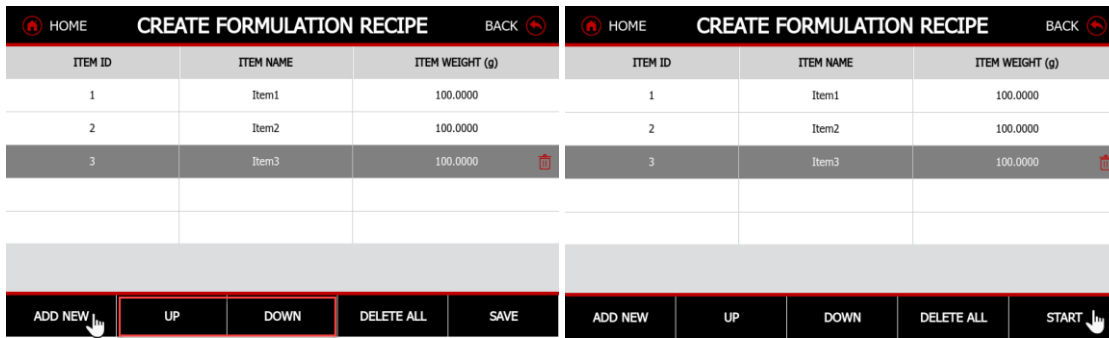 HOME CREATE FORMULATION RECIPE BACK
ITEM ID ITEM NAME ITEM WEIGHT (g)
1 Item1 100.0000
2 Item2 100.0000
3 Item3 100.0000
ADD NEW UP DOWN DELETE ALL SAVE
HOME CREATE FORMULATION RECIPE BACK
ITEM ID ITEM NAME ITEM WEIGHT (g)
1 Item1 100.0000
2 Item2 100.0000
3 Item3 100.0000
ADD NEW UP DOWN DELETE ALL START